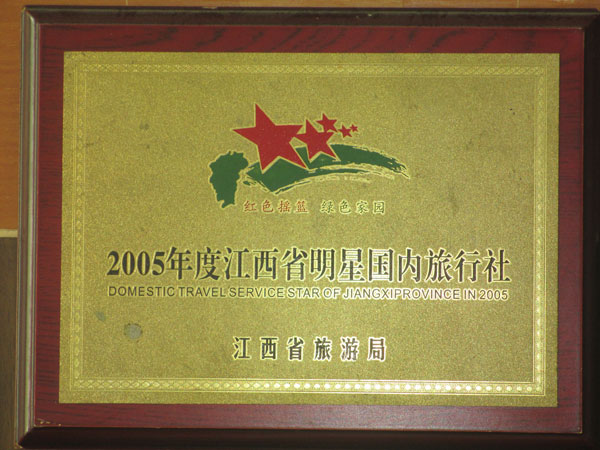 红色摇篮 绿色家园
2005年度江西省明星国内旅行社
DOMESTIC TRAVEL SERVICE STAR OF JIANGXIPROVINCE IN 2005
江西省旅游局